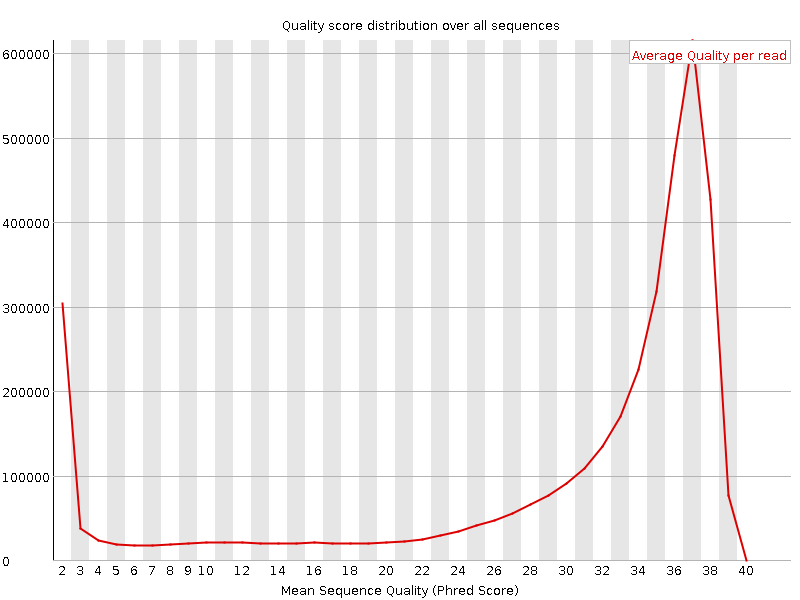 Quality score distribution over all sequences
Average Quality per read
600000
500000
400000
300000
200000
100000
0
2 3 4 5 6 7 8 9 10 12 14 16 18 20 22 24 26 28 30 32 34 36 38 40
Mean Sequence Quality (Phred Score)